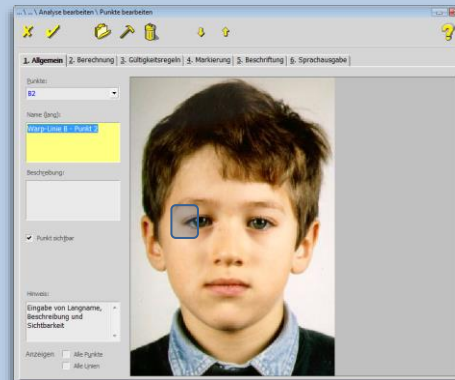 ...\ ... \ Analyse bearbeiten \ Punkte bearbeiten
1. Allgemein
2. Berechnung
3. Gültigkeitsregeln
4. Markierung
5. Beschriftung
6. Sprachausgabe
Punkte:
B2
Name (lang):
Warp-Linie B - Punkt 2
Beschreibung:
Punkt sichtbar
Hinweis:
Eingabe von Langname,
Beschreibung und
Sichtbarkeit
Anzeigen
Alle Punkte
Alle Linien